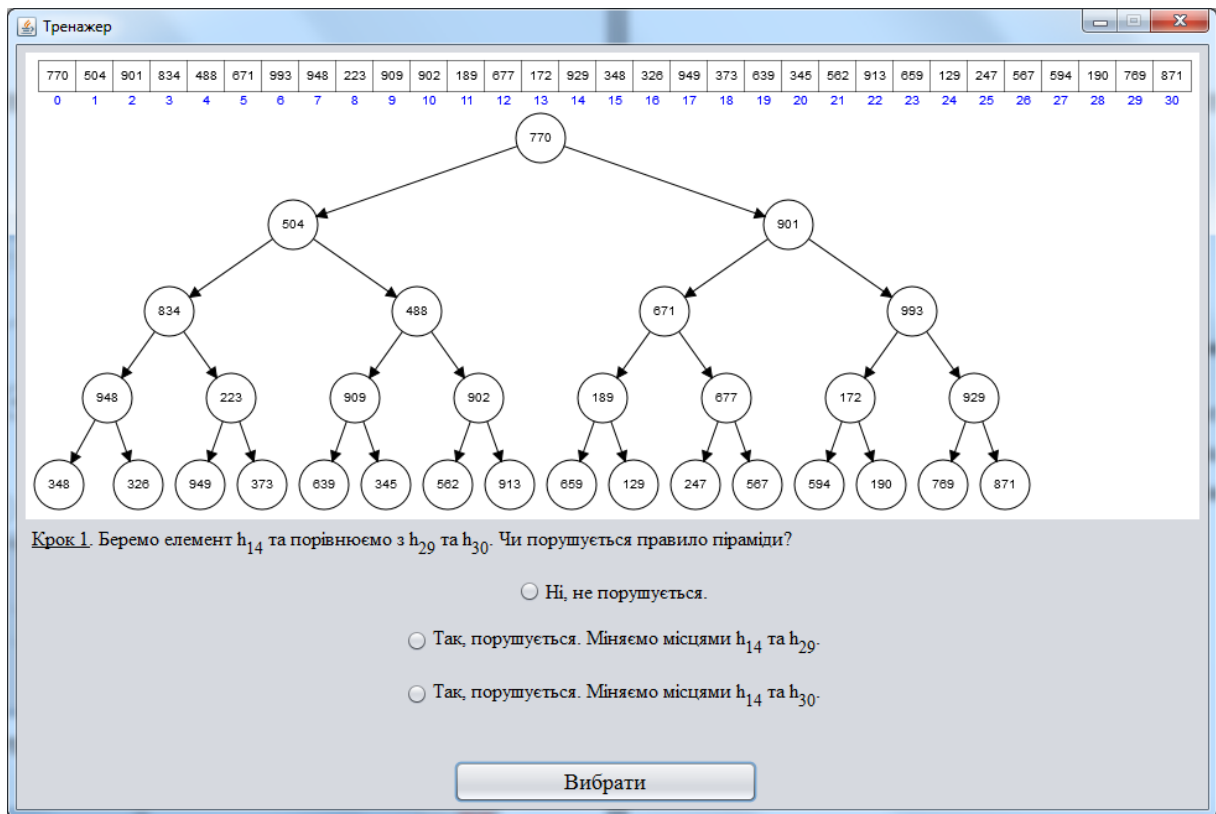 Тренажер
770 504 901 834 488 671 993 948 223 909 902 189 677 172 929 348 326 949 373 639 345 562 913 659 129 247 567 594 190 769 871
0 1 2 3 4 5 6 7 8 9 10 11 12 13 14 15 16 17 18 19 20 21 22 23 24 25 26 27 28 29 30
770
504 901
834 488 671 993
948 223 909 902 189 677 172 929
348 326 949 373 639 345 562 913 659 129 247 567 594 190 769 871
Крок 1. Беремо елемент h14 та порівнюємо з h29 та h30. Чи порушується правило піраміди?
Ні, не порушується.
Так, порушується. Міняємо місцями h14 та h29.
Так, порушується. Міняємо місцями h14 та h30.
Вибрати